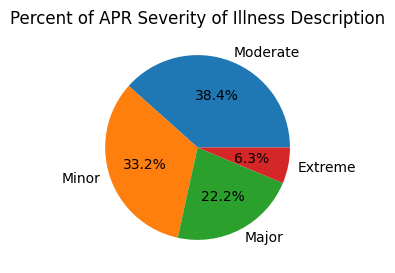 Percent of APR Severity of Illness Description
Moderate
38.4%
Minor
33.2%
Major
22.2%
Extreme
6.3%